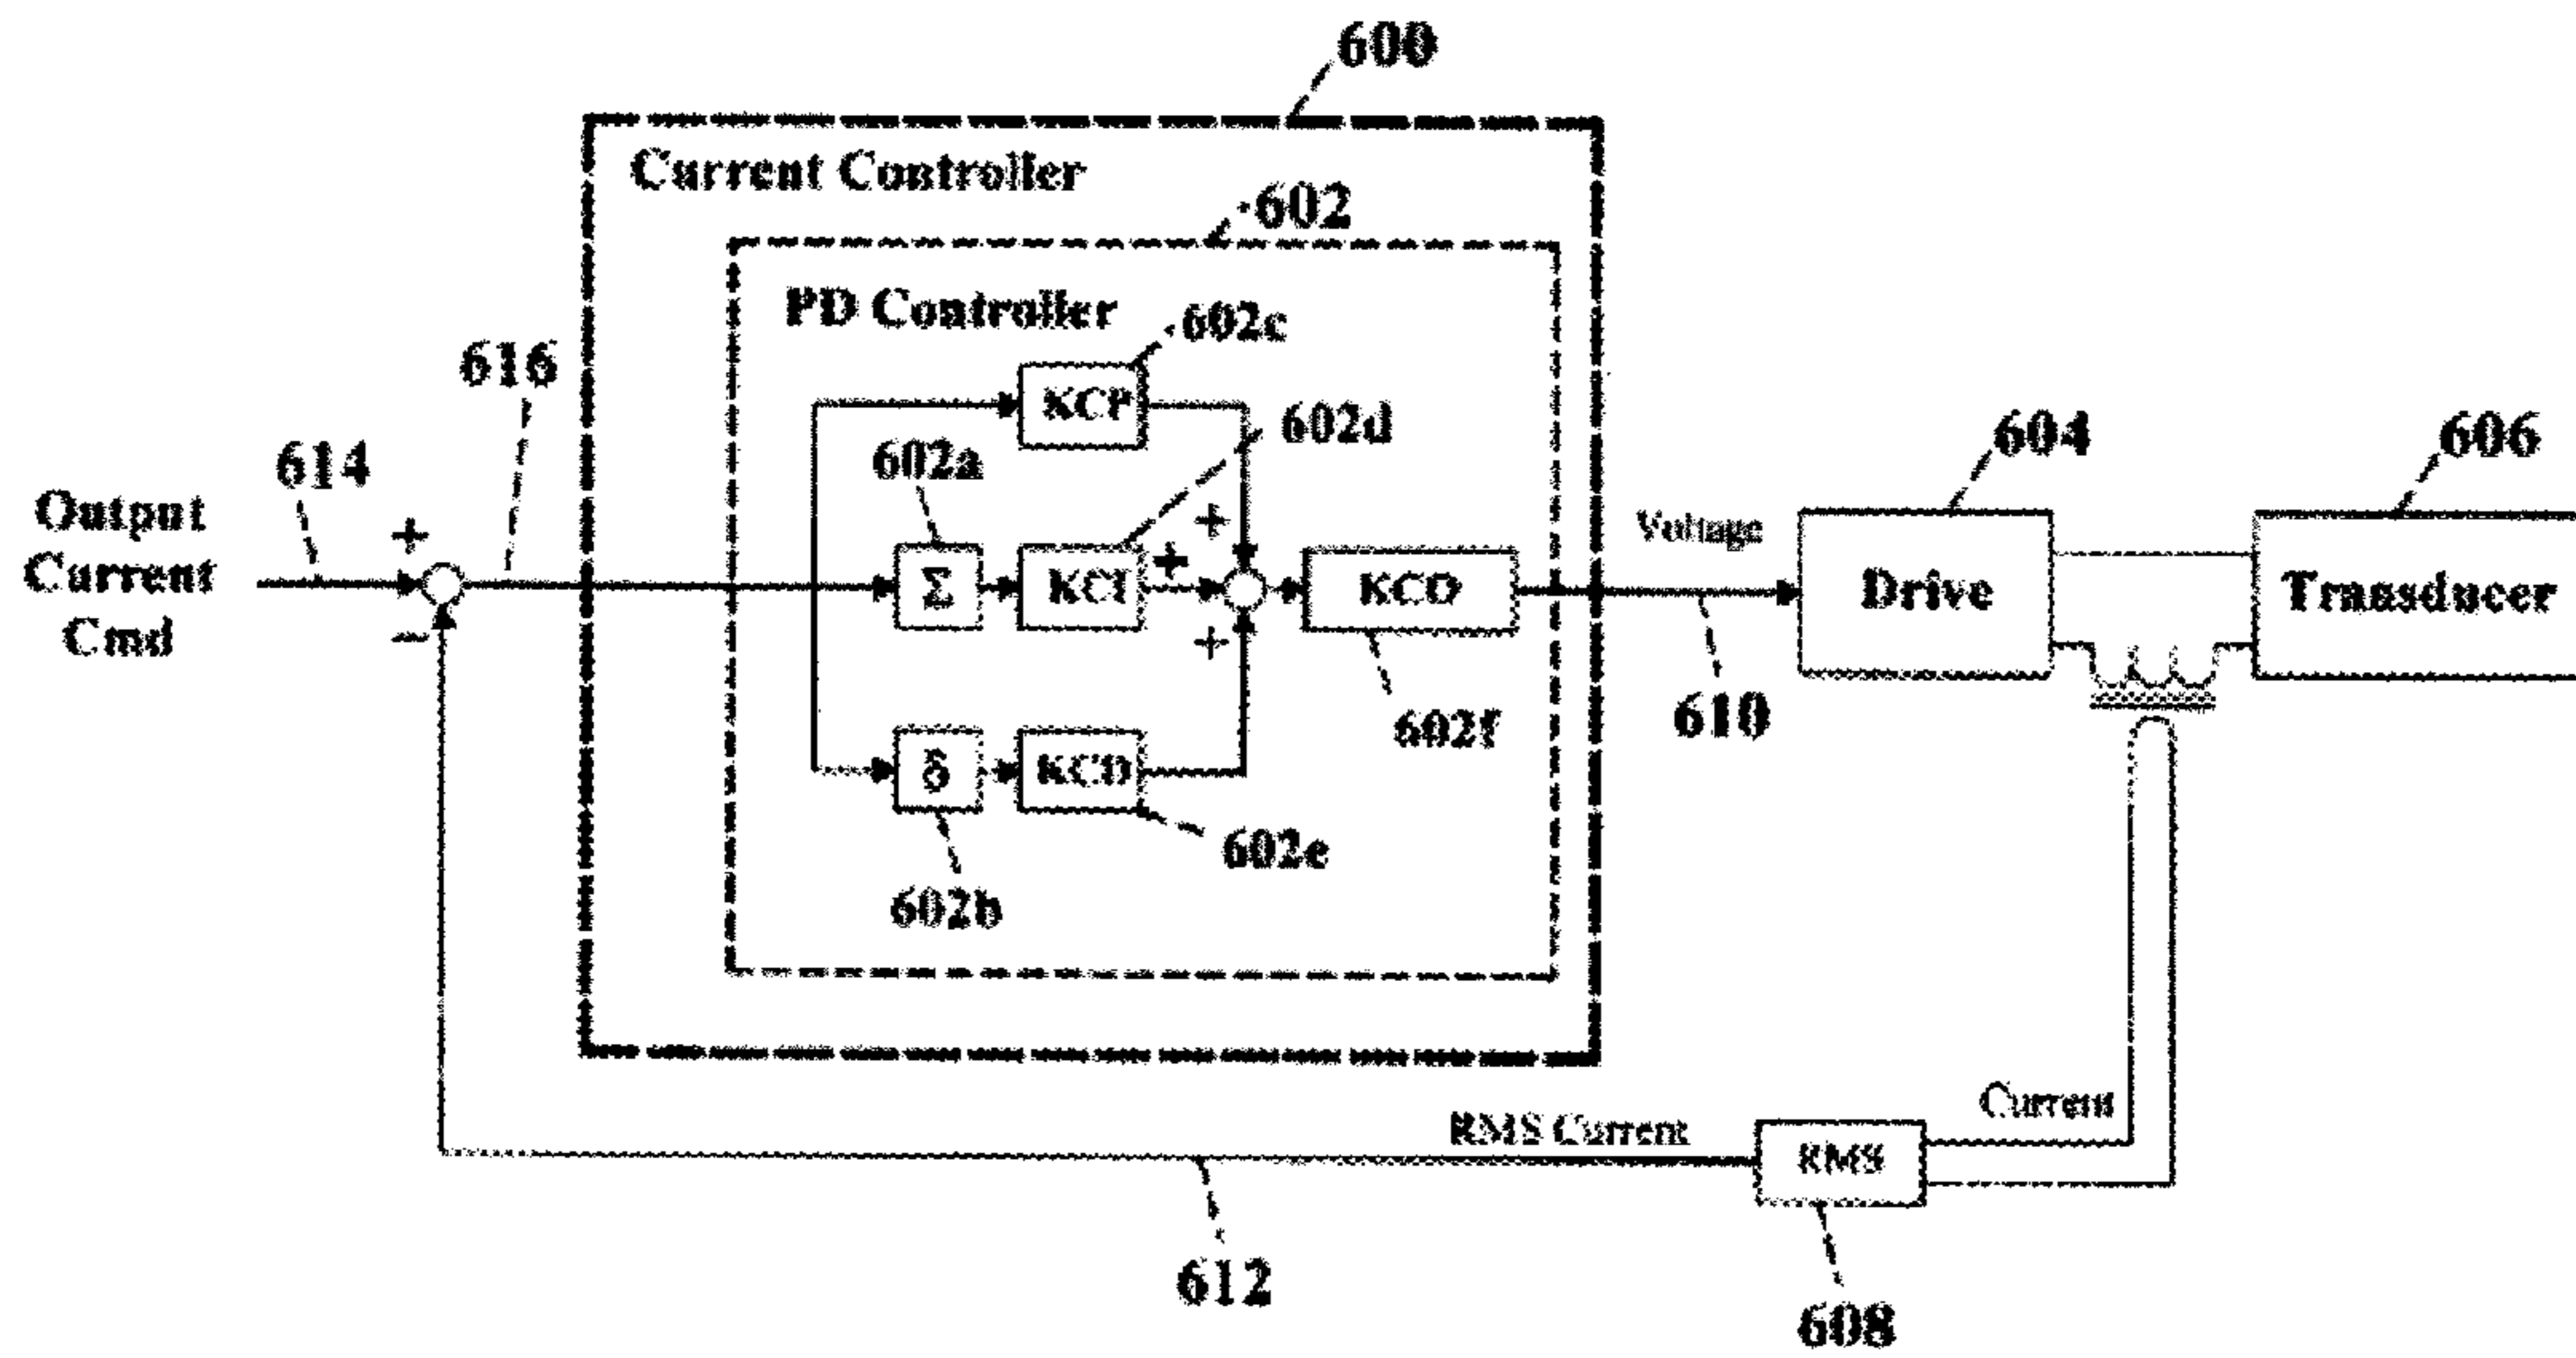 600
Current Controller
602
PD Controller
602c
616
KCP
602d
614
602a
604
606
Output
Current
Cmd
+
+
+
Voltage
Σ
KCI
KCO
Drive
Transducer
−
+
610
602f
δ
KCD
602e
602b
Current
RMS Current
RMS
612
608